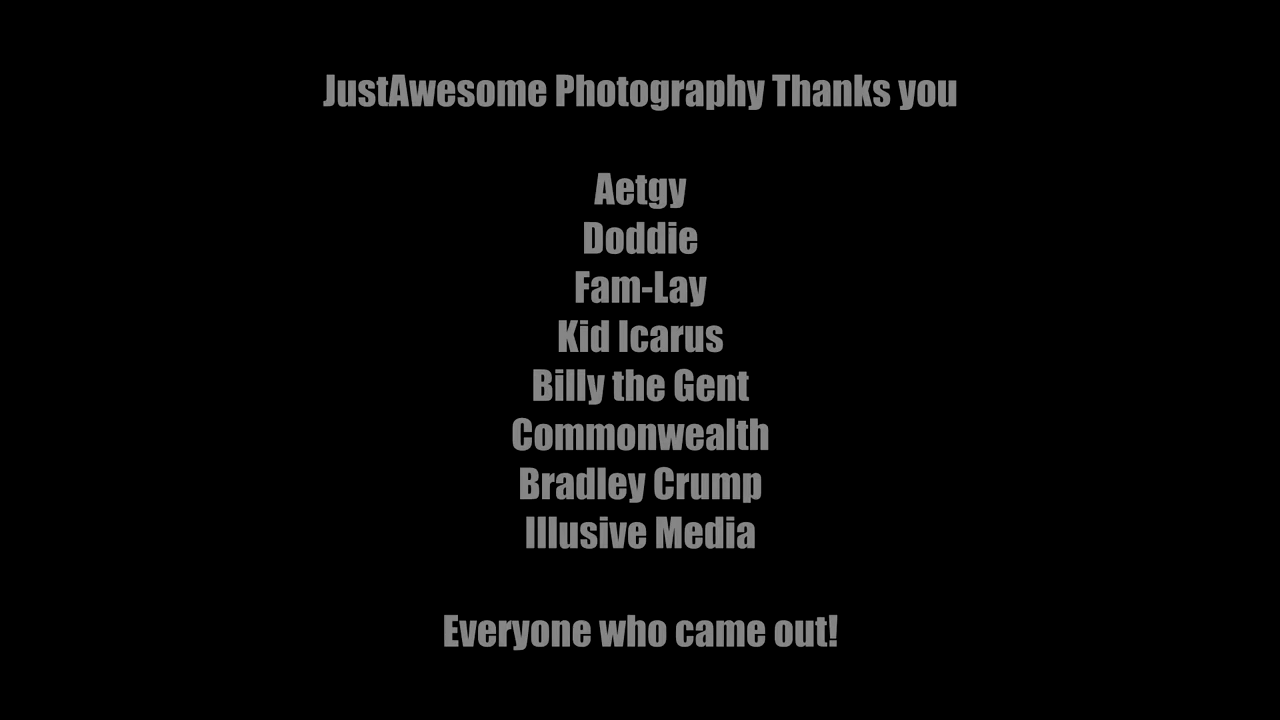 JustAwesome Photography Thanks you
Aetgy
Doddie
Fam-Lay
Kid Icarus
Billy the Gent
Commonwealth
Bradley Crump
Illusive Media
Everyone who came out!